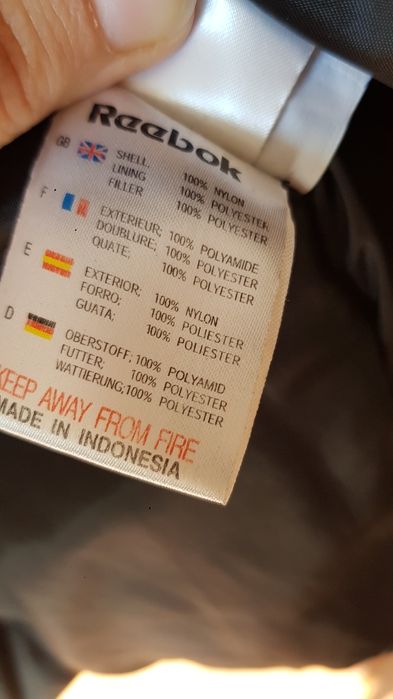 Reebok
GB SHELL 100% NYLON
LINING 100% POLYESTER
FILLER 100% POLYESTER
F EXTERIEUR; 100% POLYAMIDE
DOUBLURE; 100% POLYESTER
QUATE; 100% POLYESTER
E EXTERIOR; 100% NYLON
FORRO; 100% POLIESTER
GUATA; 100% POLIESTER
D OBERSTOFF; 100% POLYAMID
FUTTER; 100% POLYESTER
WATTIERUNG; 100% POLYESTER
KEEP AWAY FROM FIRE
MADE IN INDONESIA